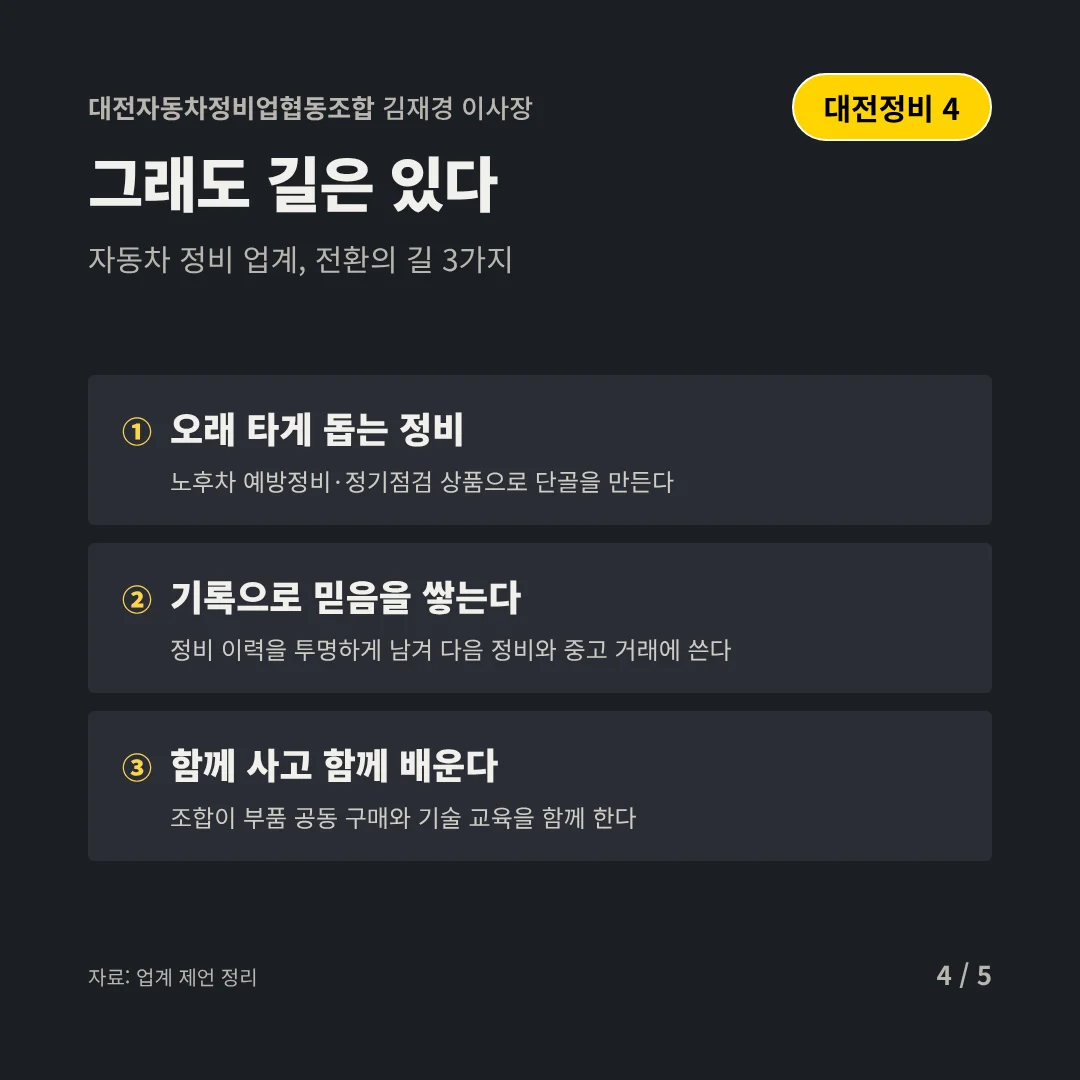 대전자동차정비업협동조합 김재경 이사장
대전정비 4
그래도 길은 있다
자동차 정비 업계, 전환의 길 3가지
① 오래 타게 돕는 정비
노후차 예방정비·정기점검 상품으로 단골을 만든다
② 기록으로 믿음을 쌓는다
정비 이력을 투명하게 남겨 다음 정비와 중고 거래에 쓴다
③ 함께 사고 함께 배운다
조합이 부품 공동 구매와 기술 교육을 함께 한다
자료: 업계 제언 정리
4 / 5